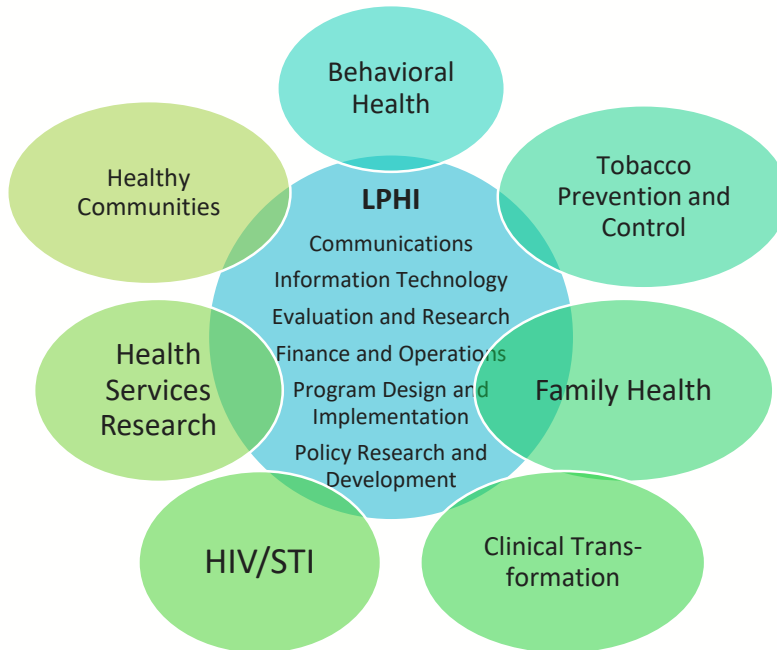 Behavioral
Health
Healthy
Communities
Tobacco
Prevention and
Control
LPHI
Communications
Information Technology
Evaluation and Research
Finance and Operations
Program Design and
Implementation
Policy Research and
Development
Health
Services
Research
Family Health
HIV/STI
Clinical Trans-
formation